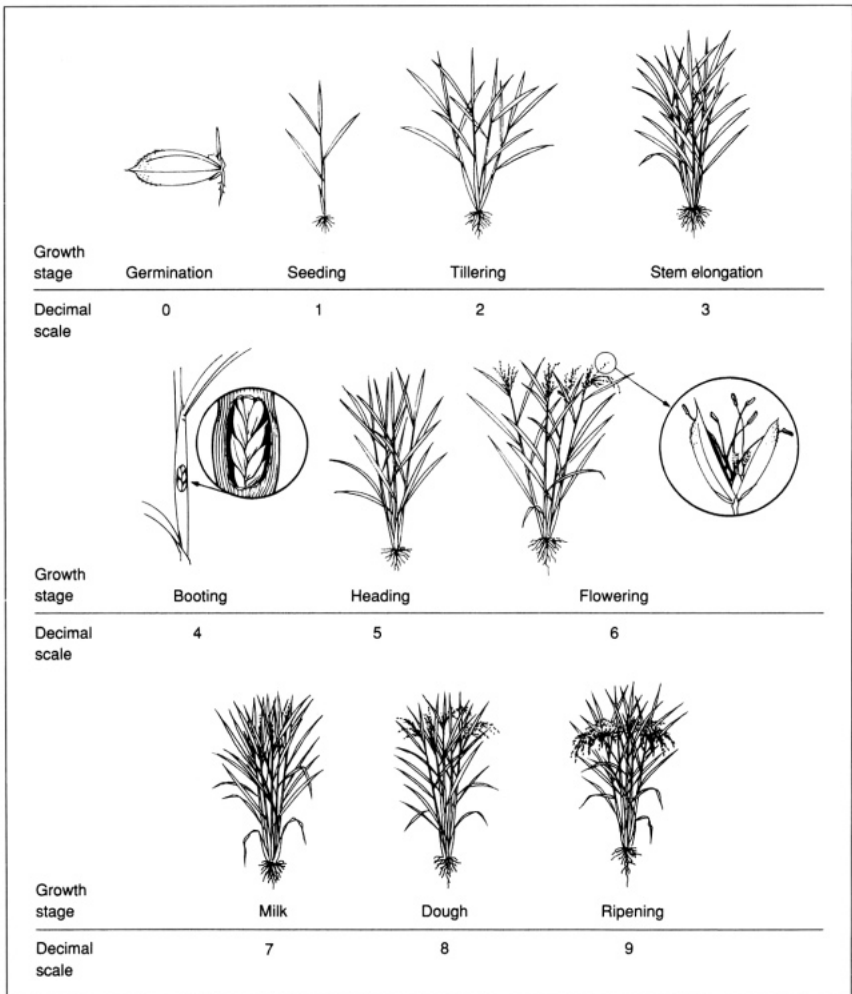 Growth
stage Germination Seeding Tillering Stem elongation
Decimal 0 1 2 3
scale
Growth
stage Booting Heading Flowering
Decimal 4 5 6
scale
Growth
stage Milk Dough Ripening
Decimal 7 8 9
scale